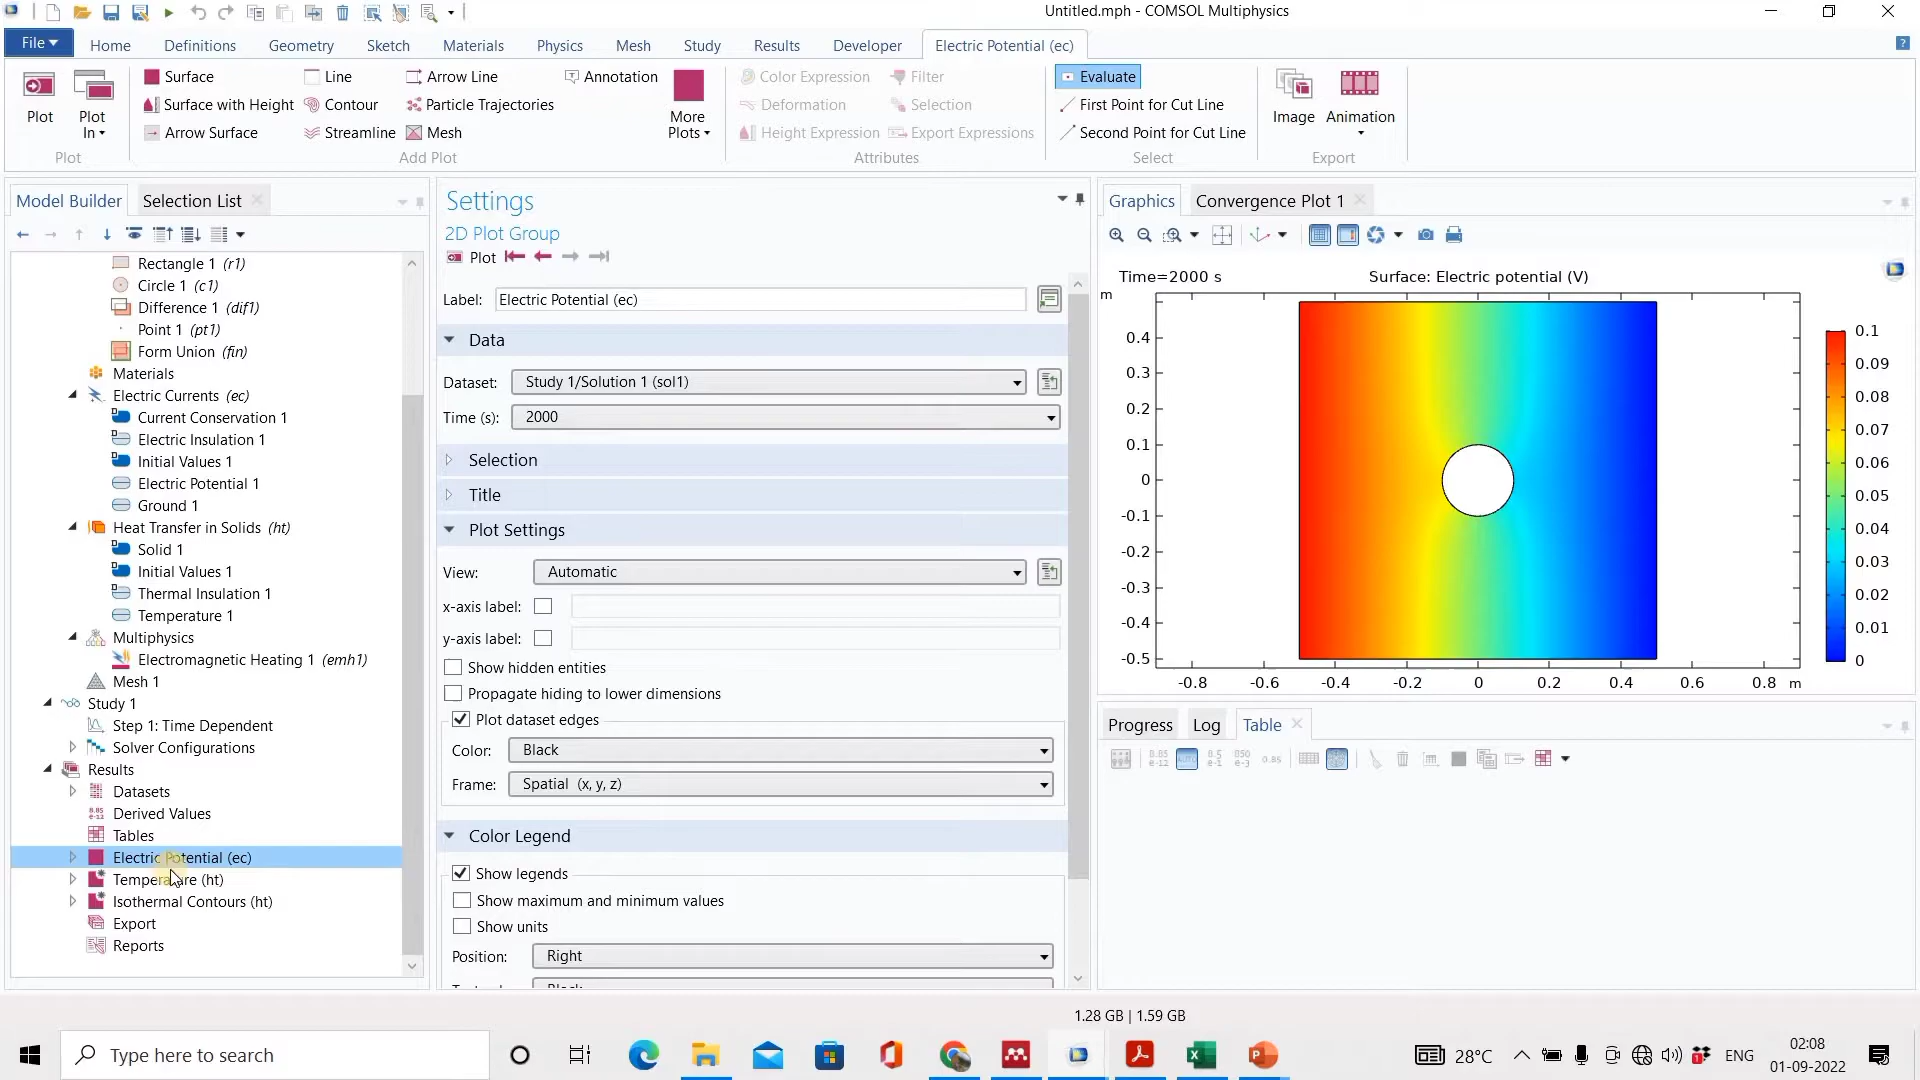 Untitled.mph - COMSOL Multiphysics
File
Home
Definitions
Geometry
Sketch
Materials
Physics
Mesh
Study
Results
Developer
Electric Potential (ec)
Plot
Plot In
Plot
Surface
Surface with Height
Arrow Surface
Line
Contour
Streamline
Arrow Line
Particle Trajectories
Mesh
Annotation
More Plots
Add Plot
Color Expression
Deformation
Height Expression
Filter
Selection
Export Expressions
Attributes
Evaluate
First Point for Cut Line
Second Point for Cut Line
Select
Image
Animation
Export
Model Builder
Selection List
Rectangle 1 (r1)
Circle 1 (c1)
Difference 1 (dif1)
Point 1 (pt1)
Form Union (fin)
Materials
Electric Currents (ec)
Current Conservation 1
Electric Insulation 1
Initial Values 1
Electric Potential 1
Ground 1
Heat Transfer in Solids (ht)
Solid 1
Initial Values 1
Thermal Insulation 1
Temperature 1
Multiphysics
Electromagnetic Heating 1 (emh1)
Mesh 1
Study 1
Step 1: Time Dependent
Solver Configurations
Results
Datasets
Derived Values
Tables
Electric Potential (ec)
Temperature (ht)
Isothermal Contours (ht)
Export
Reports
Settings
2D Plot Group
Plot
Label: Electric Potential (ec)
Data
Dataset: Study 1/Solution 1 (sol1)
Time (s): 2000
Selection
Title
Plot Settings
View: Automatic
x-axis label:
y-axis label:
Show hidden entities
Propagate hiding to lower dimensions
Plot dataset edges
Color: Black
Frame: Spatial (x, y, z)
Color Legend
Show legends
Show maximum and minimum values
Show units
Position: Right
Graphics
Convergence Plot 1
Time=2000 s
Surface: Electric potential (V)
m
0.4
0.3
0.2
0.1
0
-0.1
-0.2
-0.3
-0.4
-0.5
-0.8 -0.6 -0.4 -0.2 0 0.2 0.4 0.6 0.8 m
0.1
0.09
0.08
0.07
0.06
0.05
0.04
0.03
0.02
0.01
0
Progress
Log
Table
8.85 e-12
AUTO
8.5 e-1
850 e-3
0.85
1.28 GB | 1.59 GB
Type here to search
28°C
ENG
02:08
01-09-2022